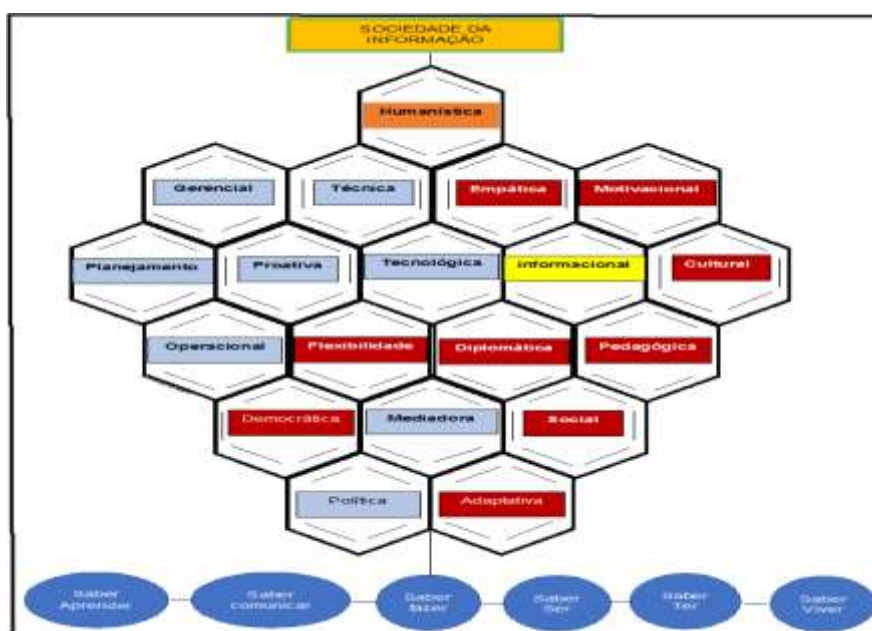 SOCIEDADE DA
INFORMAÇÃO
Humanística
Gerencial
Técnica
Empática
Motivacional
Planejamento
Proativa
Tecnológica
Informacional
Cultural
Operacional
Flexibilidade
Diplomática
Pedagógica
Democrática
Mediadora
Social
Política
Adaptativa
Saber
Aprender
Saber
comunicar
Saber
fazer
Saber
Ser
Saber
Ter
Saber
Viver